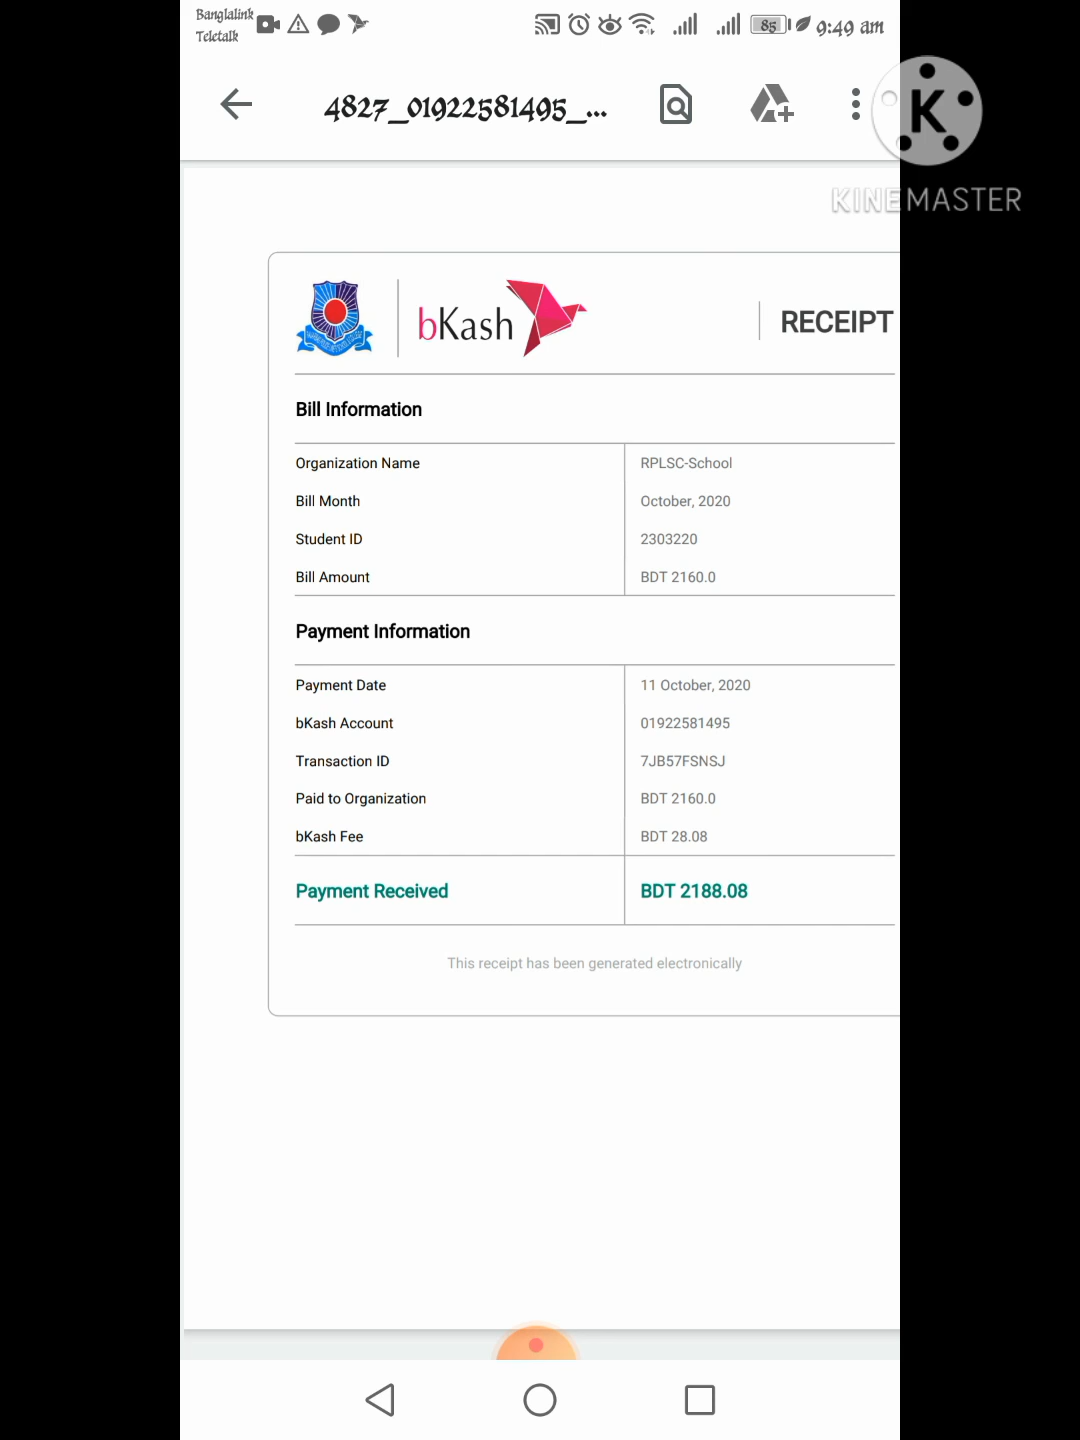 Banglalink
Teletalk
85 9:49 am
4827_01922581495_...
K
KINEMASTER
bKash
RECEIPT
Bill Information
Organization Name RPLSC-School
Bill Month October, 2020
Student ID 2303220
Bill Amount BDT 2160.0
Payment Information
Payment Date 11 October, 2020
bKash Account 01922581495
Transaction ID 7JB57FSNSJ
Paid to Organization BDT 2160.0
bKash Fee BDT 28.08
Payment Received BDT 2188.08
This receipt has been generated electronically